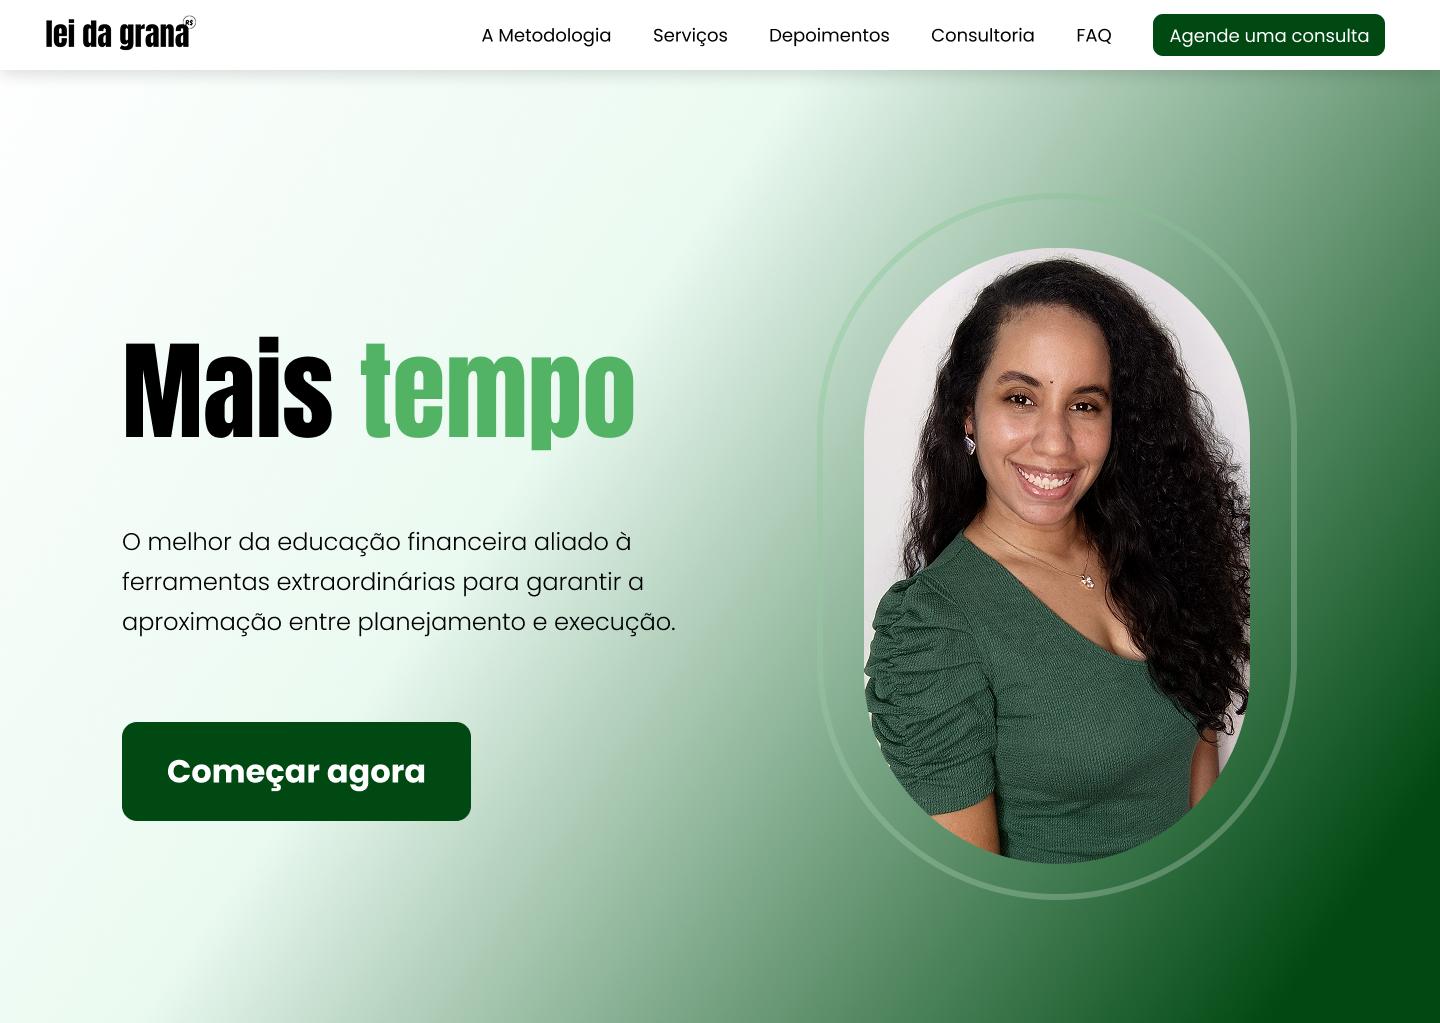 lei da grana R$
A Metodologia
Serviços
Depoimentos
Consultoria
FAQ
Agende uma consulta
Mais tempo
O melhor da educação financeira aliado à
ferramentas extraordinárias para garantir a
aproximação entre planejamento e execução.
Começar agora